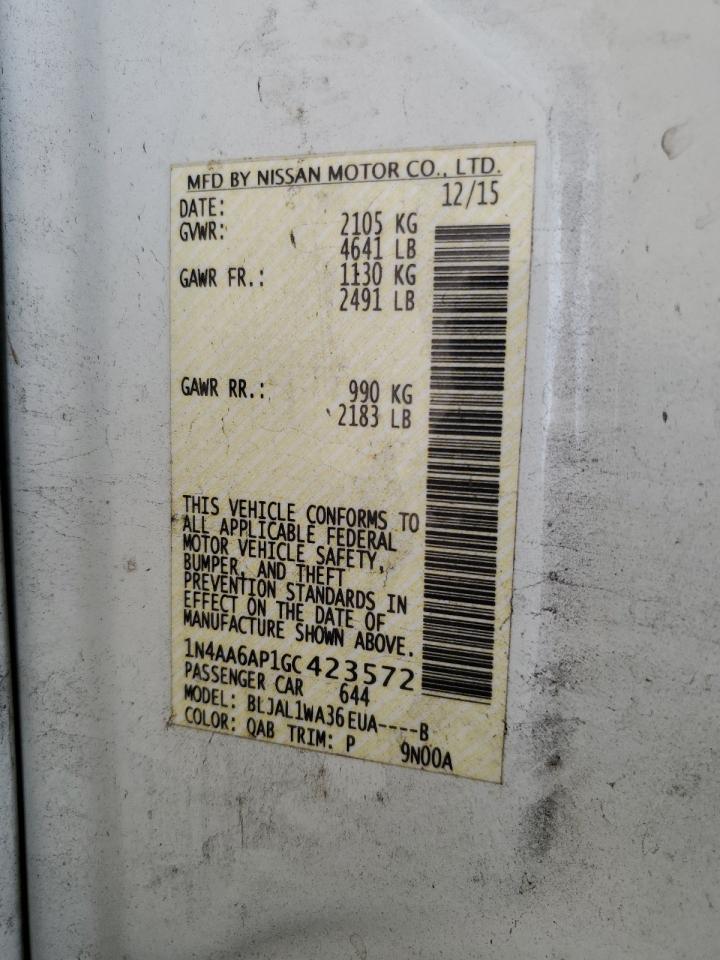 MFD BY NISSAN MOTOR CO., LTD.
DATE: 12/15
GVWR: 2105 KG
4641 LB
GAWR FR.: 1130 KG
2491 LB
GAWR RR.: 990 KG
2183 LB
THIS VEHICLE CONFORMS TO
ALL APPLICABLE FEDERAL
MOTOR VEHICLE SAFETY,
BUMPER, AND THEFT
PREVENTION STANDARDS IN
EFFECT ON THE DATE OF
MANUFACTURE SHOWN ABOVE.
1N4AA6AP1GC423572
PASSENGER CAR 644
MODEL: BLJAL1WA36EUA----B
COLOR: QAB TRIM: P 9N00A